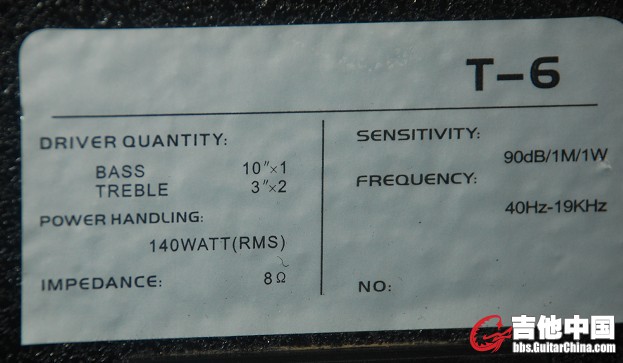 T-6
DRIVER QUANTITY:
BASS 10"×1
TREBLE 3"×2
POWER HANDLING:
140WATT(RMS)
IMPEDANCE: 8Ω
SENSITIVITY:
90dB/1M/1W
FREQUENCY:
40Hz-19KHz
NO:
吉他中国
bbs.GuitarChina.com